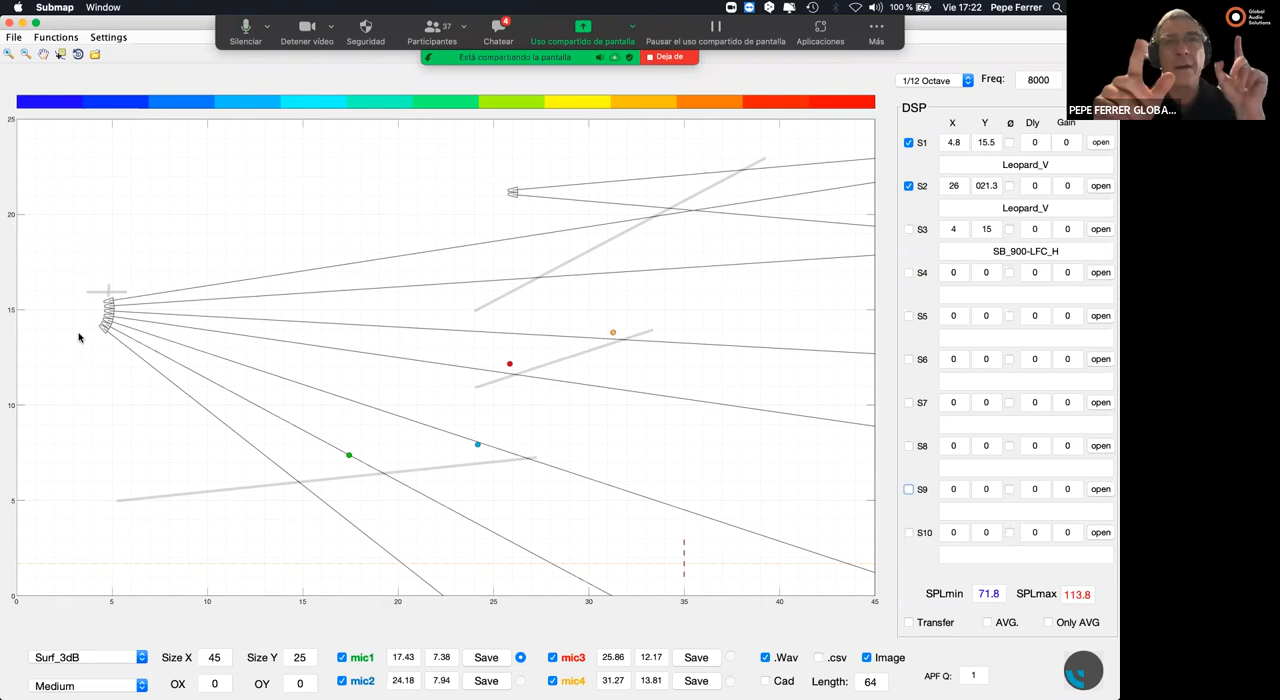 Submap Window 100 % Vie 17:22 Pepe Ferrer
File Functions Settings
Silenciar Detener vídeo Seguridad Participantes 37 Chatear 4 Uso compartido de pantalla Pausar el uso compartido de pantalla Aplicaciones Más
Está compartiendo la pantalla Deja de
Global Audio Solutions
PEPE FERRER GLOBA...
1/12 Octave Freq: 8000
DSP
X Y Ø Dly Gain
S1 4.8 15.5 0 0 open
Leopard_V
S2 26 021.3 0 0 open
Leopard_V
S3 4 15 0 0 open
SB_900-LFC_H
S4 0 0 0 0 open
S5 0 0 0 0 open
S6 0 0 0 0 open
S7 0 0 0 0 open
S8 0 0 0 0 open
S9 0 0 0 0 open
S10 0 0 0 0 open
SPLmin 71.8 SPLmax 113.8
Transfer AVG. Only AVG
25
20
15
10
5
0
0 5 10 15 20 25 30 35 40 45
Surf_3dB Size X 45 Size Y 25 mic1 17.43 7.38 Save mic3 25.86 12.17 Save .Wav .csv Image
Medium OX 0 OY 0 mic2 24.18 7.94 Save mic4 31.27 13.81 Save Cad Length: 64 APF Q: 1